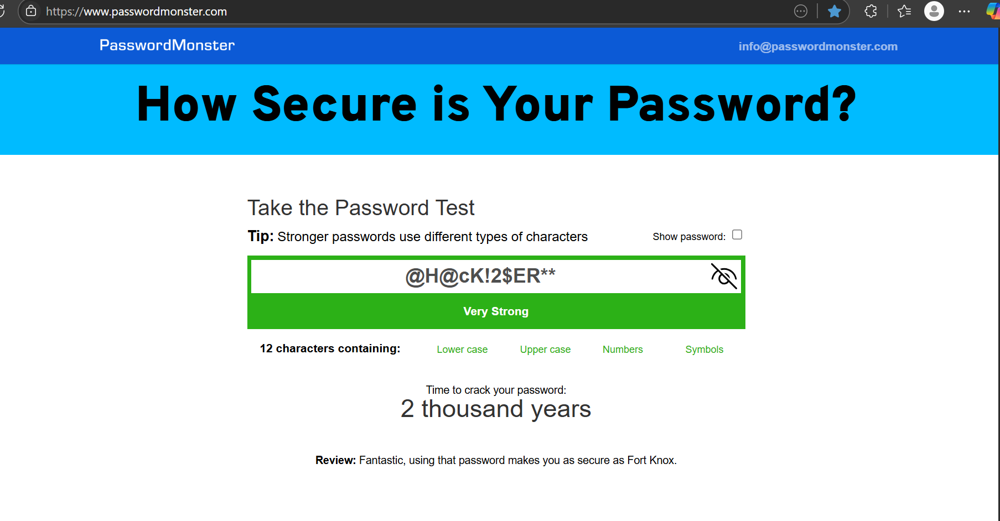 https://www.passwordmonster.com
PasswordMonster
info@passwordmonster.com
How Secure is Your Password?
Take the Password Test
Tip: Stronger passwords use different types of characters
Show password:
@H@cK!2$ER**
Very Strong
12 characters containing: Lower case Upper case Numbers Symbols
Time to crack your password:
2 thousand years
Review: Fantastic, using that password makes you as secure as Fort Knox.